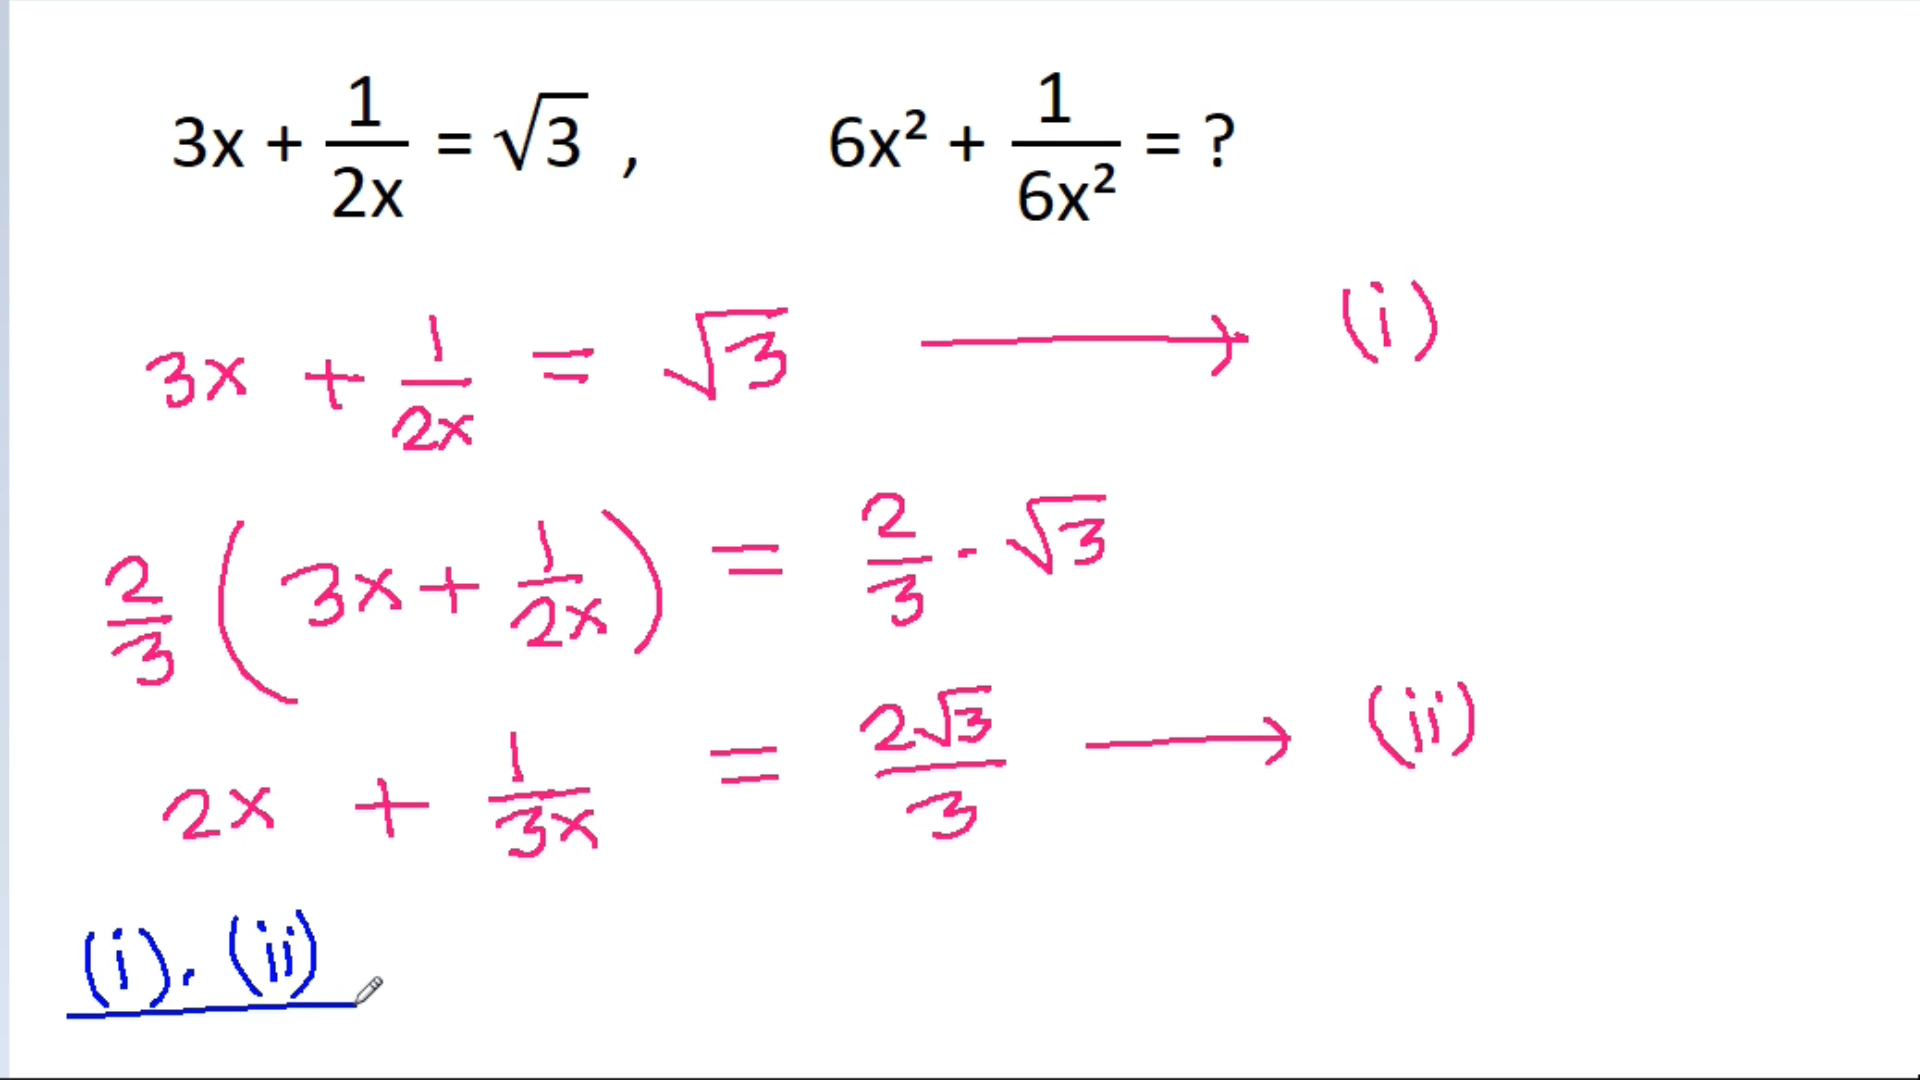 3x + 1/2x = √3 , 6x² + 1/6x² = ?
3x + 1/2x = √3 → (i)
2/3 (3x + 1/2x) = 2/3 · √3
2x + 1/3x = 2√3/3 → (ii)
(i) · (ii)